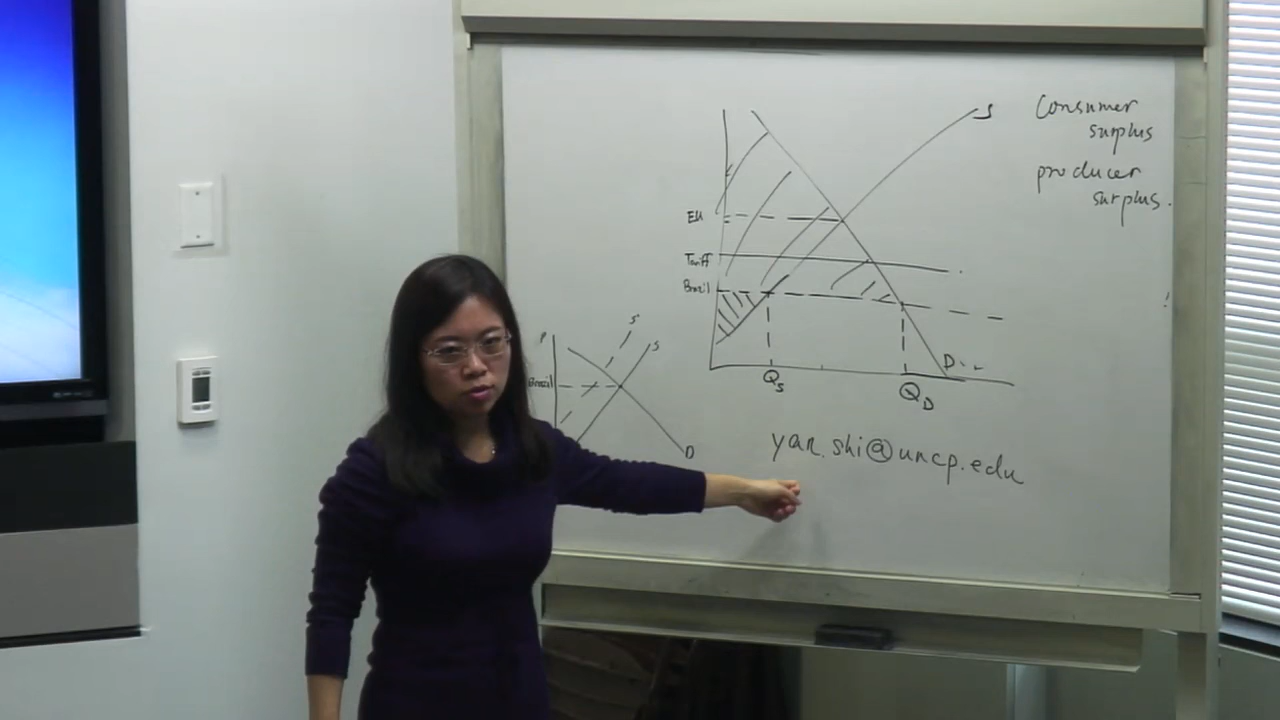 Consumer
surplus
producer
surplus.
S
EU
Tariff
Brazil
D
Qs
QD
P
S'
S
Brazil
D
yan.shi@uncp.edu